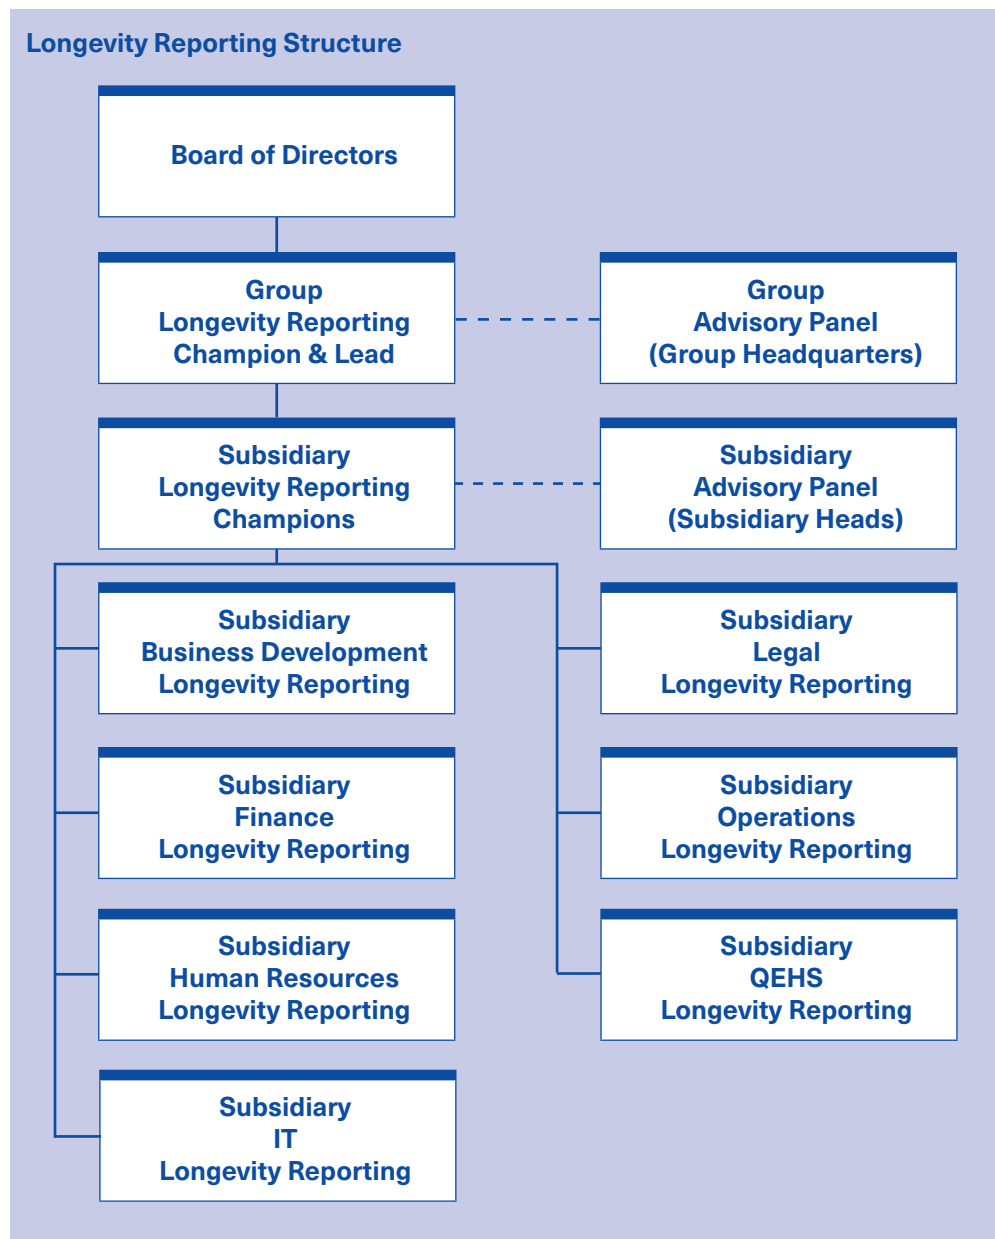 Longevity Reporting Structure
Board of Directors
Group
Longevity Reporting
Champion & Lead
Group
Advisory Panel
(Group Headquarters)
Subsidiary
Longevity Reporting
Champions
Subsidiary
Advisory Panel
(Subsidiary Heads)
Subsidiary
Business Development
Longevity Reporting
Subsidiary
Legal
Longevity Reporting
Subsidiary
Finance
Longevity Reporting
Subsidiary
Operations
Longevity Reporting
Subsidiary
Human Resources
Longevity Reporting
Subsidiary
QEHS
Longevity Reporting
Subsidiary
IT
Longevity Reporting